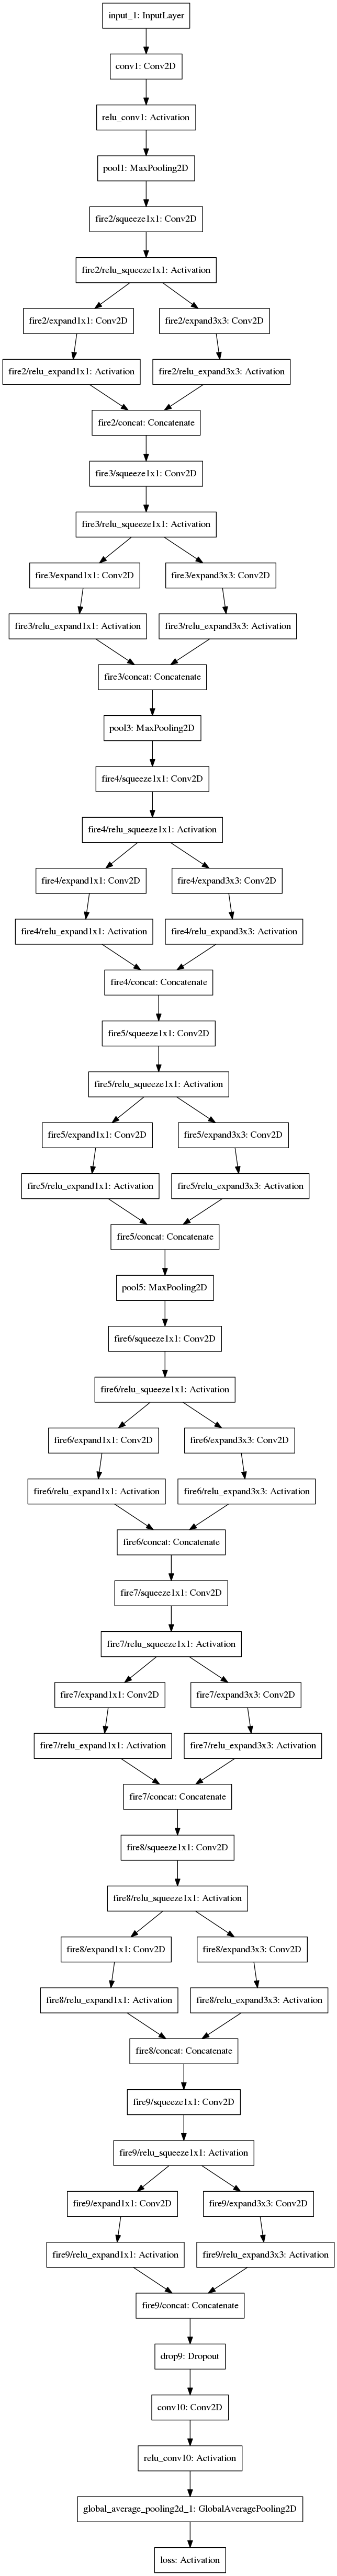 input_1: InputLayer
conv1: Conv2D
relu_conv1: Activation
pool1: MaxPooling2D
fire2/squeeze1x1: Conv2D
fire2/relu_squeeze1x1: Activation
fire2/expand1x1: Conv2D
fire2/expand3x3: Conv2D
fire2/relu_expand1x1: Activation
fire2/relu_expand3x3: Activation
fire2/concat: Concatenate
fire3/squeeze1x1: Conv2D
fire3/relu_squeeze1x1: Activation
fire3/expand1x1: Conv2D
fire3/expand3x3: Conv2D
fire3/relu_expand1x1: Activation
fire3/relu_expand3x3: Activation
fire3/concat: Concatenate
pool3: MaxPooling2D
fire4/squeeze1x1: Conv2D
fire4/relu_squeeze1x1: Activation
fire4/expand1x1: Conv2D
fire4/expand3x3: Conv2D
fire4/relu_expand1x1: Activation
fire4/relu_expand3x3: Activation
fire4/concat: Concatenate
fire5/squeeze1x1: Conv2D
fire5/relu_squeeze1x1: Activation
fire5/expand1x1: Conv2D
fire5/expand3x3: Conv2D
fire5/relu_expand1x1: Activation
fire5/relu_expand3x3: Activation
fire5/concat: Concatenate
pool5: MaxPooling2D
fire6/squeeze1x1: Conv2D
fire6/relu_squeeze1x1: Activation
fire6/expand1x1: Conv2D
fire6/expand3x3: Conv2D
fire6/relu_expand1x1: Activation
fire6/relu_expand3x3: Activation
fire6/concat: Concatenate
fire7/squeeze1x1: Conv2D
fire7/relu_squeeze1x1: Activation
fire7/expand1x1: Conv2D
fire7/expand3x3: Conv2D
fire7/relu_expand1x1: Activation
fire7/relu_expand3x3: Activation
fire7/concat: Concatenate
fire8/squeeze1x1: Conv2D
fire8/relu_squeeze1x1: Activation
fire8/expand1x1: Conv2D
fire8/expand3x3: Conv2D
fire8/relu_expand1x1: Activation
fire8/relu_expand3x3: Activation
fire8/concat: Concatenate
fire9/squeeze1x1: Conv2D
fire9/relu_squeeze1x1: Activation
fire9/expand1x1: Conv2D
fire9/expand3x3: Conv2D
fire9/relu_expand1x1: Activation
fire9/relu_expand3x3: Activation
fire9/concat: Concatenate
drop9: Dropout
conv10: Conv2D
relu_conv10: Activation
global_average_pooling2d_1: GlobalAveragePooling2D
loss: Activation